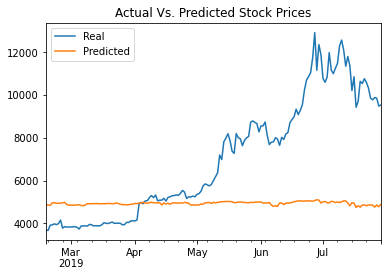 Actual Vs. Predicted Stock Prices
Real
Predicted
12000
10000
8000
6000
4000
Mar
2019
Apr
May
Jun
Jul